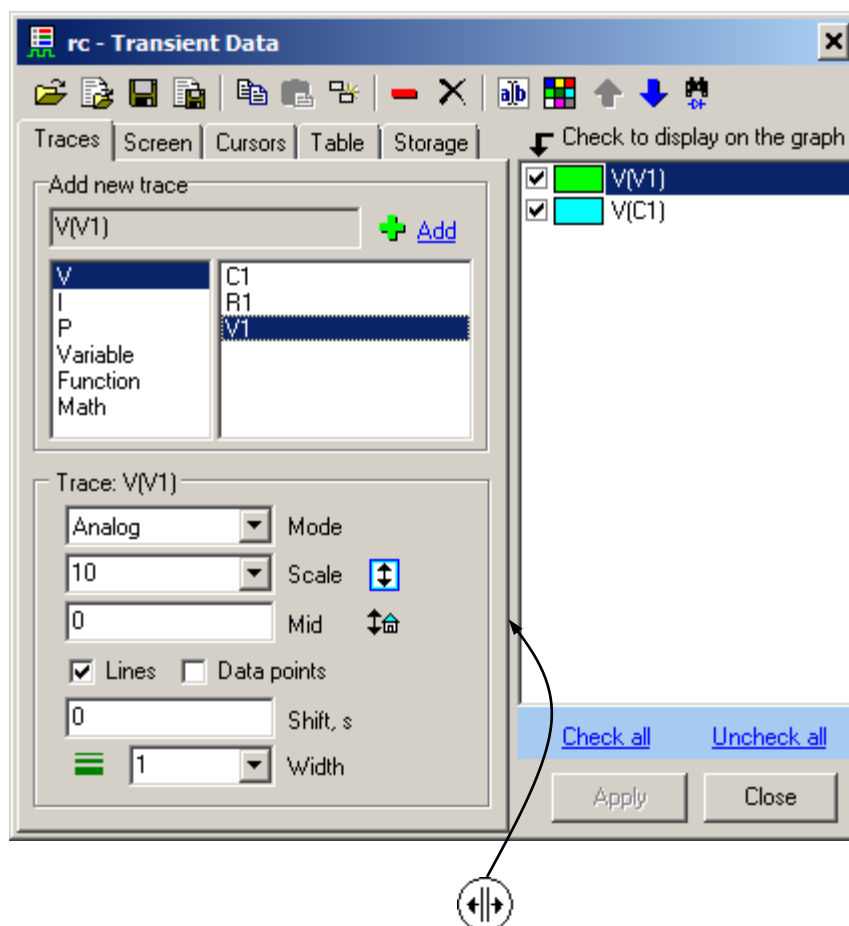 rc - Transient Data
Traces Screen Cursors Table Storage
Check to display on the graph
Add new trace
V(V1)
Add
V
I
P
Variable
Function
Math
C1
R1
V1
V(V1)
V(C1)
Trace: V(V1)
Analog Mode
10 Scale
0 Mid
Lines Data points
0 Shift, s
1 Width
Check all Uncheck all
Apply Close